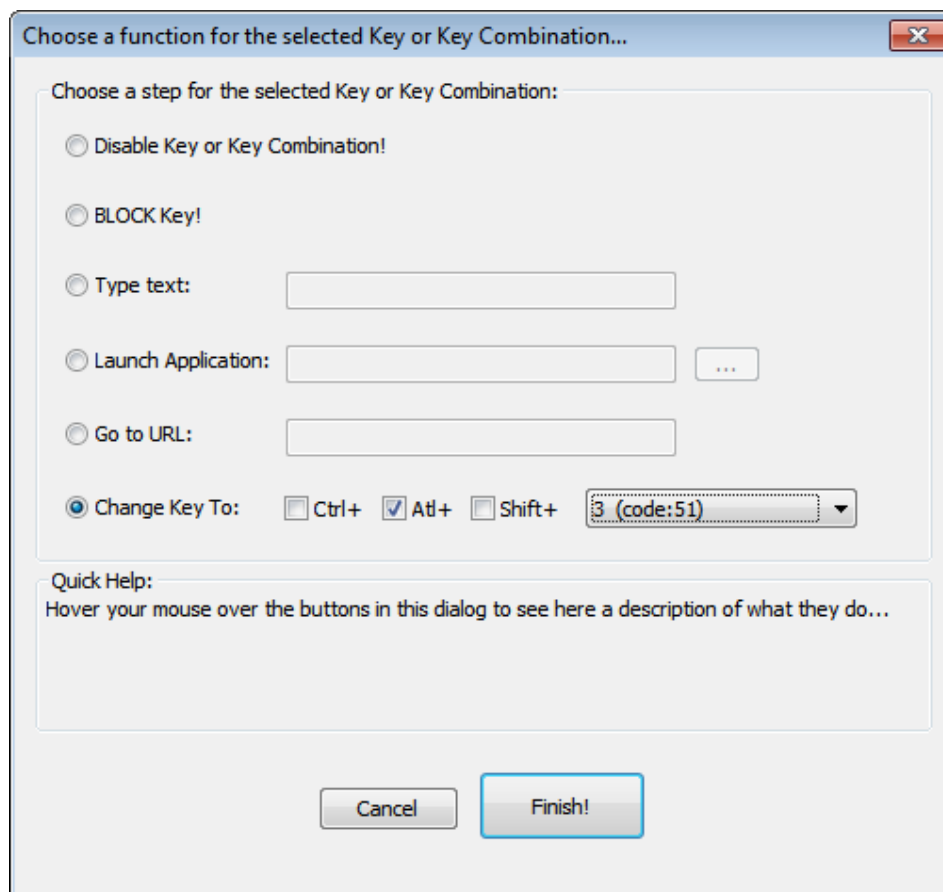 Choose a function for the selected Key or Key Combination...
Choose a step for the selected Key or Key Combination:
Disable Key or Key Combination!
BLOCK Key!
Type text:
Launch Application:
...
Go to URL:
Change Key To: Ctrl+ Atl+ Shift+ 3 (code:51)
Quick Help:
Hover your mouse over the buttons in this dialog to see here a description of what they do...
Cancel Finish!